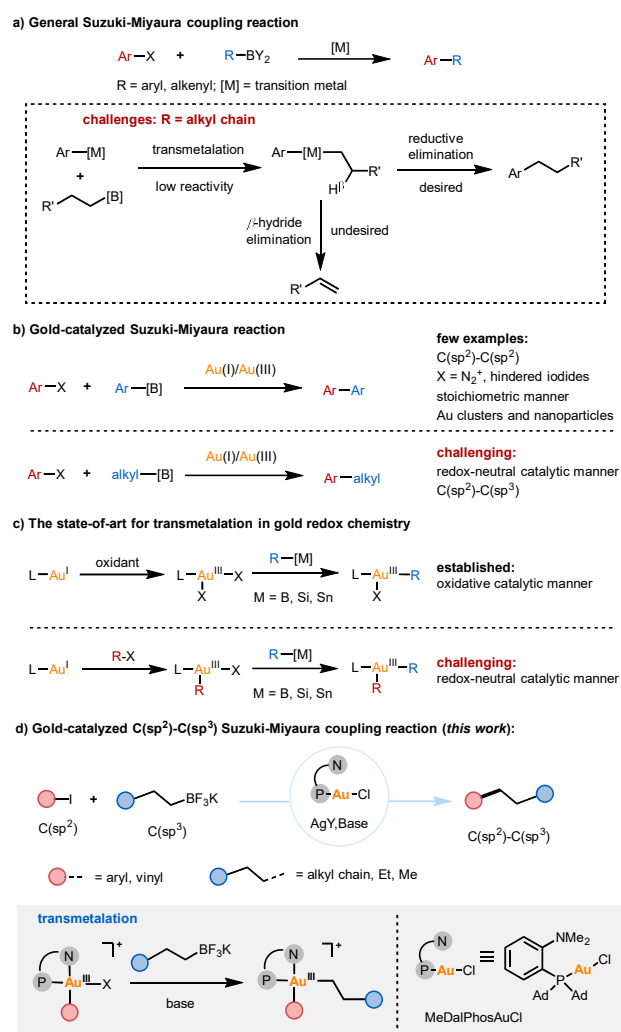 a) General Suzuki-Miyaura coupling reaction
Ar—X + R—BY₂ [M] Ar—R
R = aryl, alkenyl; [M] = transition metal
challenges: R = alkyl chain
Ar—[M] transmetalation Ar—[M] reductive
elimination
+ low reactivity R' desired Ar R'
R' [B] Hβ
β-hydride
elimination undesired
R'
b) Gold-catalyzed Suzuki-Miyaura reaction
few examples:
C(sp²)-C(sp²)
Ar—X + Ar—[B] Au(I)/Au(III) Ar—Ar
X = N₂⁺, hindered iodides
stoichiometric manner
Au clusters and nanoparticles
challenging:
Ar—X + alkyl—[B] Au(I)/Au(III) Ar—alkyl
redox-neutral catalytic manner
C(sp²)-C(sp³)
c) The state-of-art for transmetalation in gold redox chemistry
L—Auᴵ oxidant L—Auᴵᴵᴵ—X R—[M] L—Auᴵᴵᴵ—R
X M = B, Si, Sn X
established:
oxidative catalytic manner
L—Auᴵ R-X L—Auᴵᴵᴵ—X R—[M] L—Auᴵᴵᴵ—R
R M = B, Si, Sn R
challenging:
redox-neutral catalytic manner
d) Gold-catalyzed C(sp²)-C(sp³) Suzuki-Miyaura coupling reaction (this work):
N
I + BF₃K P—Au—Cl
C(sp²) C(sp³) AgY,Base C(sp²)-C(sp³)
= aryl, vinyl = alkyl chain, Et, Me
transmetalation
N ⁺ BF₃K N ⁺
P Auᴵᴵᴵ—X base P Auᴵᴵᴵ
N
P—Au—Cl ≡ NMe₂ Cl
Au
P
Ad Ad
MeDalPhosAuCl